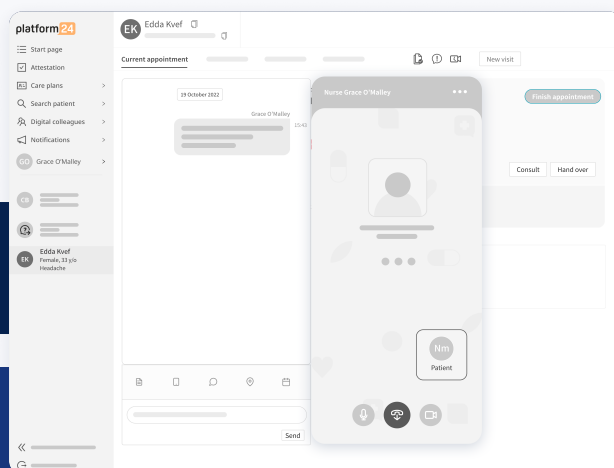 platform24
Start page
Attestation
Care plans
Search patient
Digital colleagues
Notifications
GO Grace O'Malley
CB
EK
Edda Kvef
Female, 33 y/o
Headache
EK Edda Kvef
Current appointment
New visit
19 October 2022
Grace O'Malley
15:43
Send
Nurse Grace O'Malley
Nm
Patient
Finish appointment
Consult
Hand over